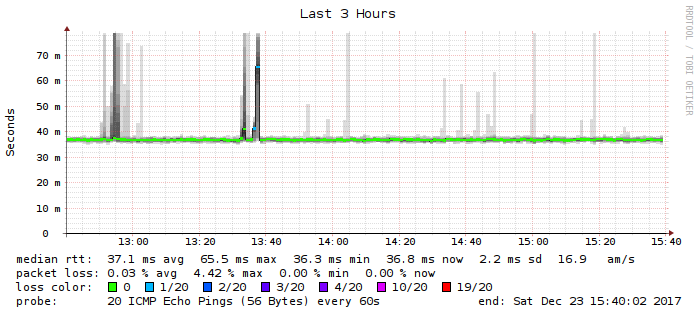 Last 3 Hours
RRDTOOL / TOBI OETIKER
Seconds
70 m
60 m
50 m
40 m
30 m
20 m
10 m
0
13:00 13:20 13:40 14:00 14:20 14:40 15:00 15:20 15:40
median rtt: 37.1 ms avg 65.5 ms max 36.3 ms min 36.8 ms now 2.2 ms sd 16.9 am/s
packet loss: 0.03 % avg 4.42 % max 0.00 % min 0.00 % now
loss color: 0 1/20 2/20 3/20 4/20 10/20 19/20
probe: 20 ICMP Echo Pings (56 Bytes) every 60s end: Sat Dec 23 15:40:02 2017